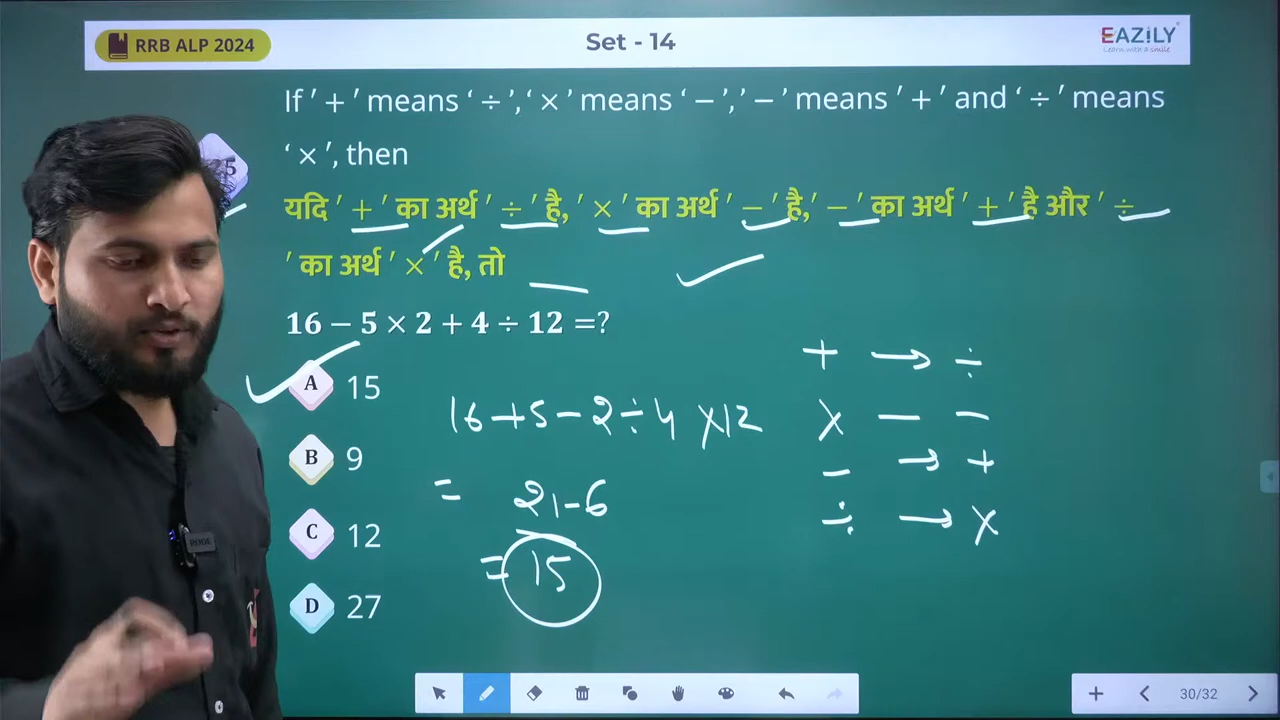 RRB ALP 2024
Set - 14
EAZILY
Learn with a smile
If ' + ' means ‘ ÷ ’, ‘ × ’ means ‘ − ’, ’ − ’ means ’ + ’ and ‘ ÷ ’ means
‘ × ’, then
यदि ’ + ’ का अर्थ ‘ ÷ ’ है, ’ × ’ का अर्थ ‘ − ’ है, ’ − ’ का अर्थ ‘ + ’ है और ’ ÷
’ का अर्थ ’ × ’ है, तो
16 − 5 × 2 + 4 ÷ 12 =?
A 15
B 9
C 12
D 27
16+5-2÷4 ×12
= 21-6
= 15
+ → ÷
× — −
− → +
÷ → ×
30/32